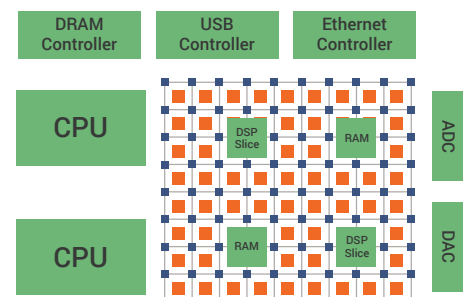 DRAM
Controller
USB
Controller
Ethernet
Controller
CPU
DSP
Slice
RAM
ADC
CPU
RAM
DSP
Slice
DAC